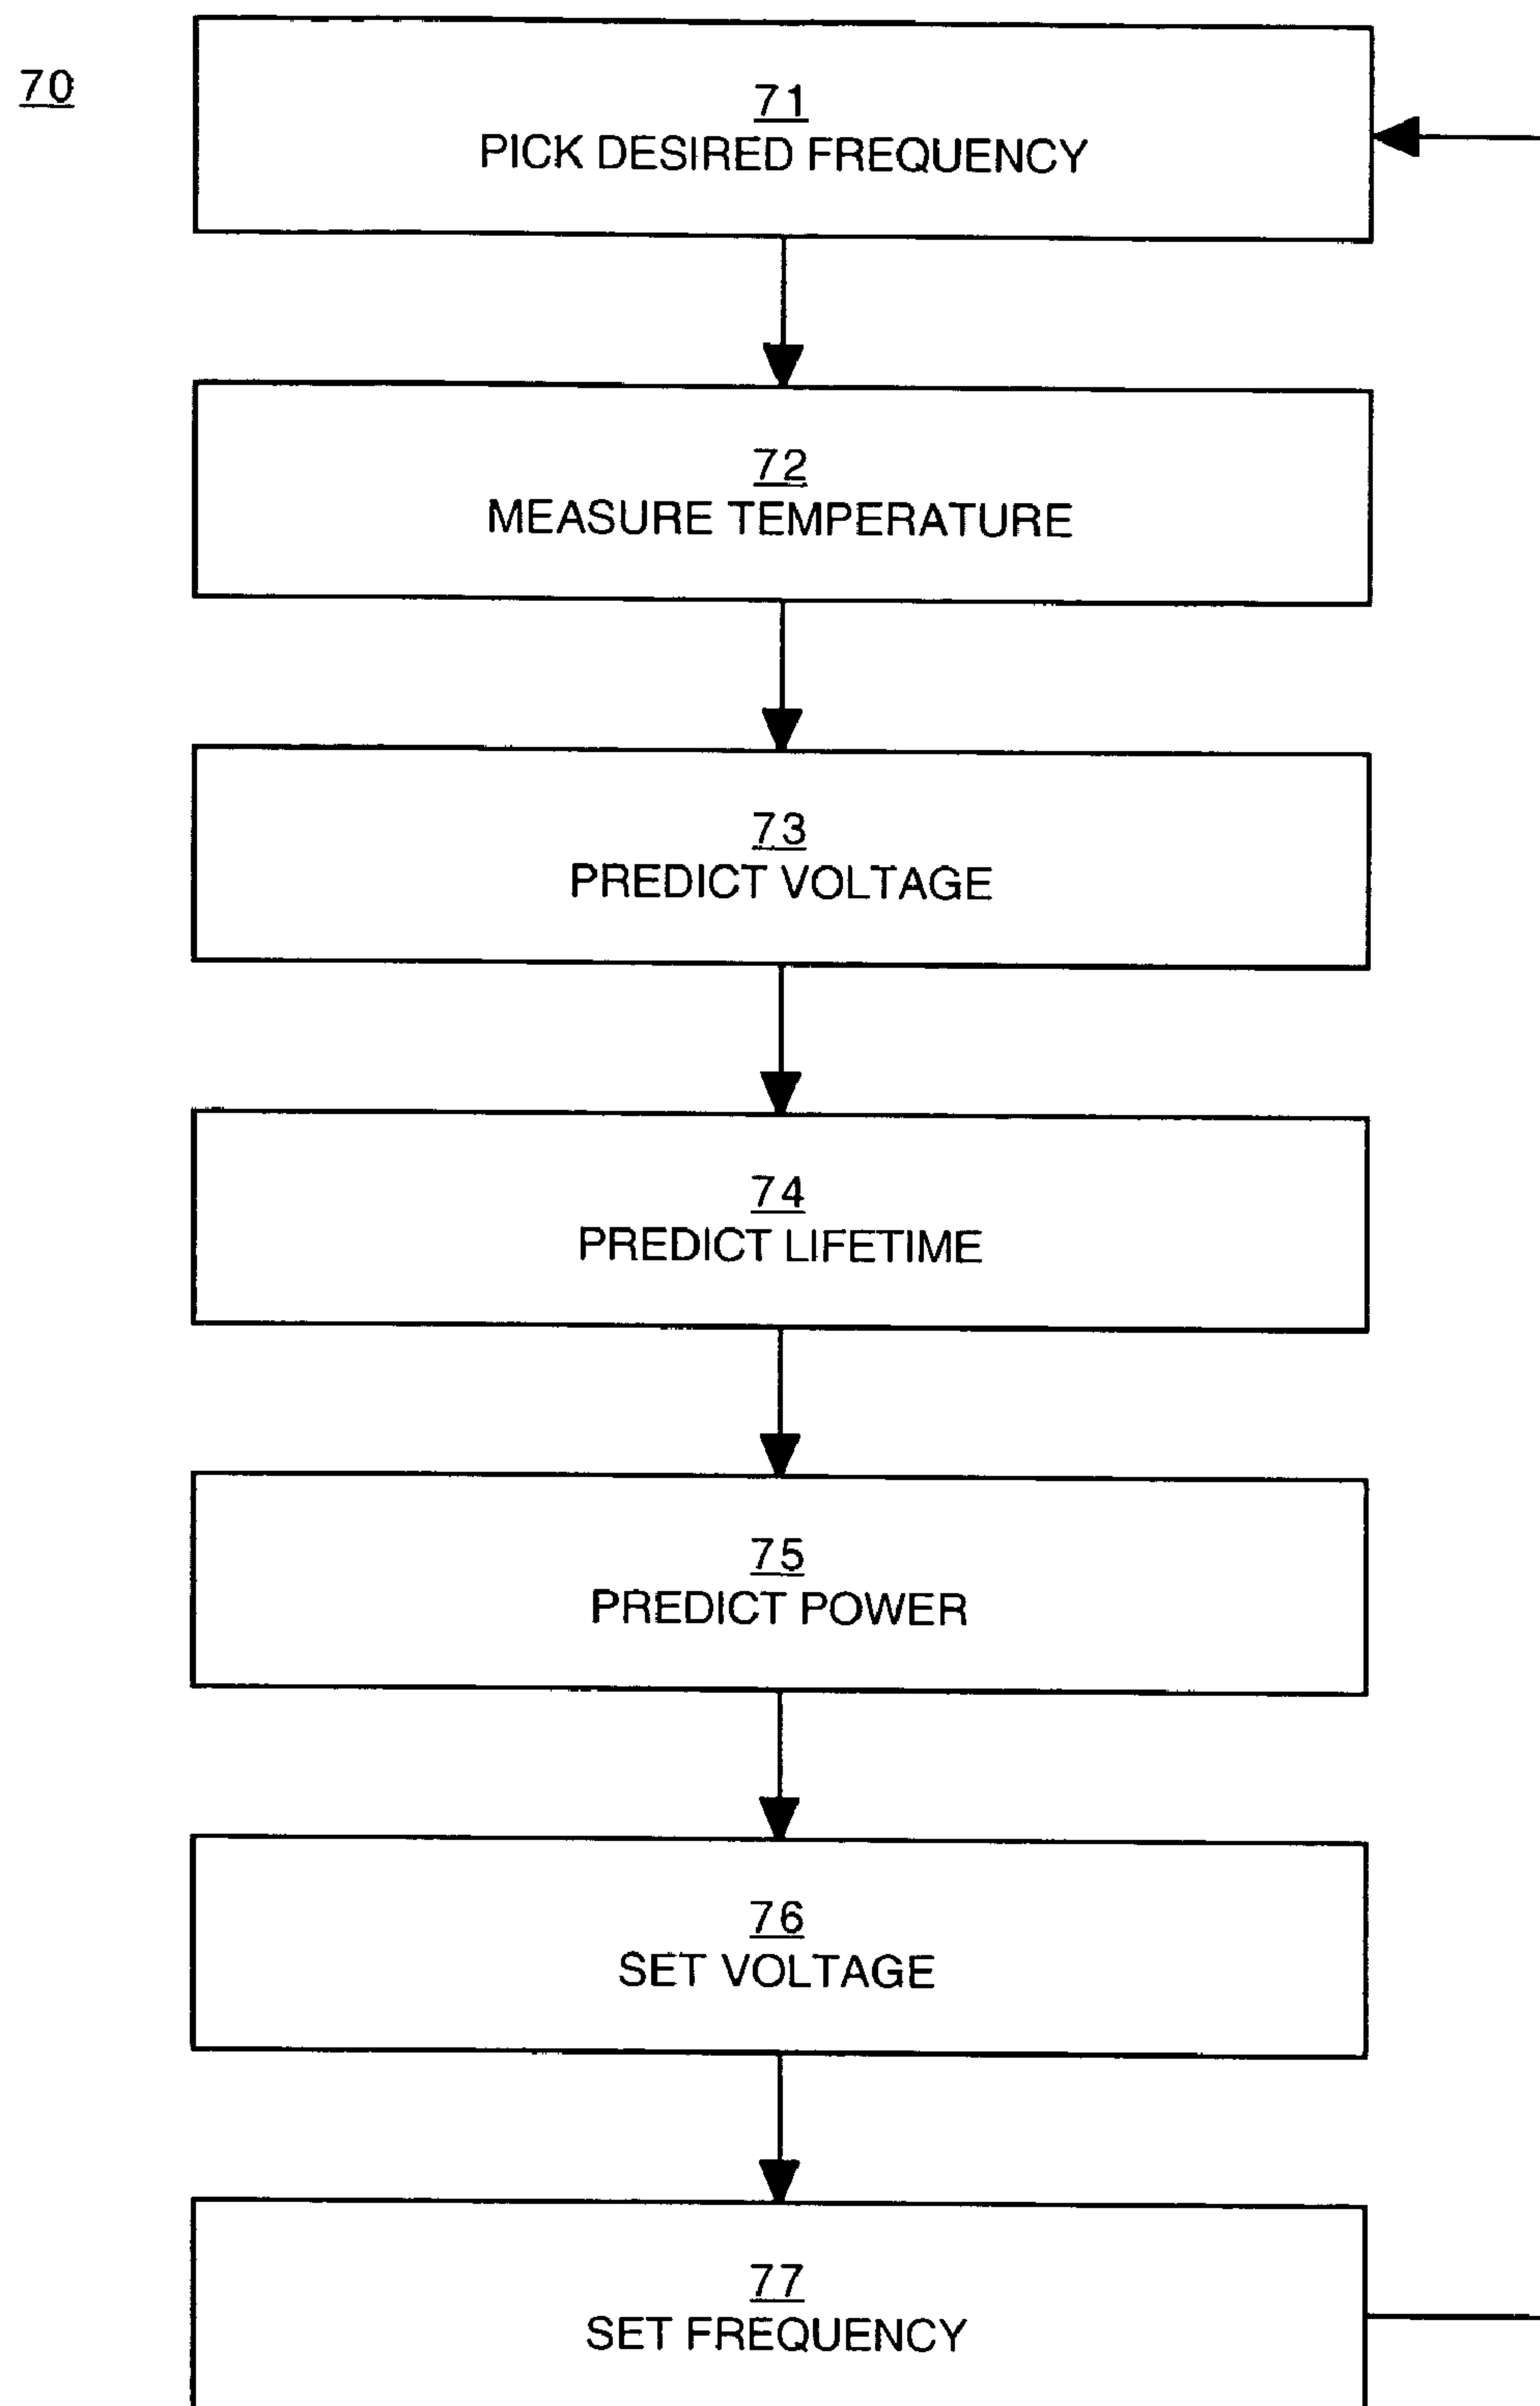 70
71
PICK DESIRED FREQUENCY
72
MEASURE TEMPERATURE
73
PREDICT VOLTAGE
74
PREDICT LIFETIME
75
PREDICT POWER
76
SET VOLTAGE
77
SET FREQUENCY